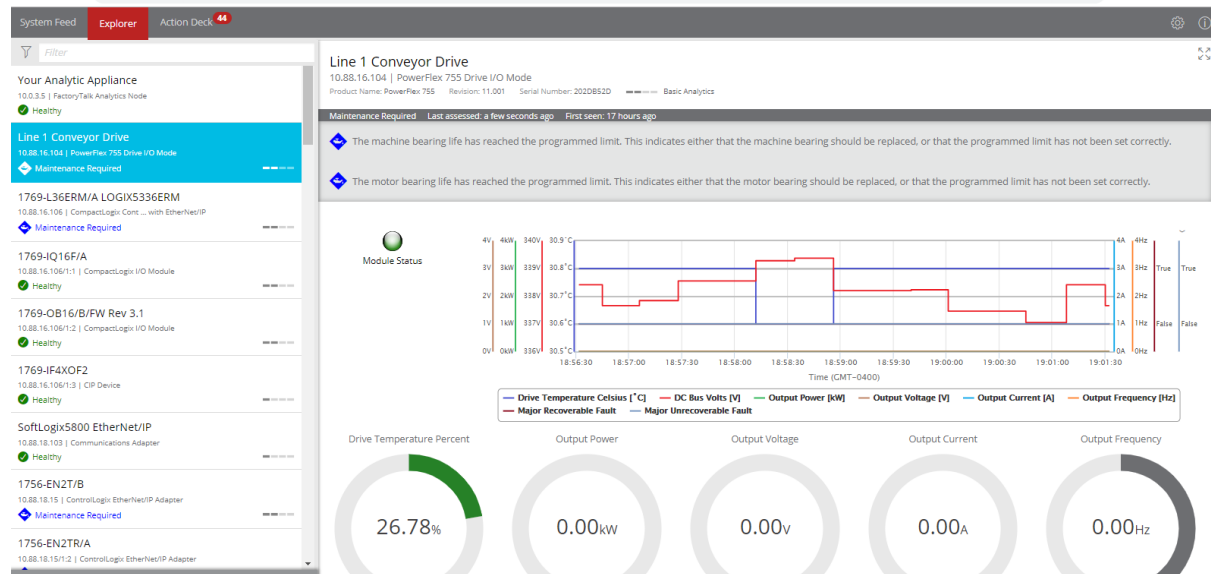 System Feed Explorer Action Deck 44
Filter
Your Analytic Appliance
10.0.3.5 | FactoryTalk Analytics Node
Healthy
Line 1 Conveyor Drive
10.88.16.104 | PowerFlex 755 Drive I/O Mode
Maintenance Required
1769-L36ERM/A LOGIX5336ERM
10.88.16.106 | CompactLogix Cont ... with EtherNet/IP
Maintenance Required
1769-IQ16F/A
10.88.16.106/1:1 | CompactLogix I/O Module
Healthy
1769-OB16/B/FW Rev 3.1
10.88.16.106/1:2 | CompactLogix I/O Module
Healthy
1769-IF4XOF2
10.88.16.106/1:3 | CIP Device
Healthy
SoftLogix5800 EtherNet/IP
10.88.18.103 | Communications Adapter
Healthy
1756-EN2T/B
10.88.18.15 | ControlLogix EtherNet/IP Adapter
Maintenance Required
1756-EN2TR/A
10.88.18.15/1:2 | ControlLogix EtherNet/IP Adapter
Line 1 Conveyor Drive
10.88.16.104 | PowerFlex 755 Drive I/O Mode
Product Name: PowerFlex 755 Revision: 11.001 Serial Number: 202DB52D Basic Analytics
Maintenance Required Last assessed: a few seconds ago First seen: 17 hours ago
The machine bearing life has reached the programmed limit. This indicates either that the machine bearing should be replaced, or that the programmed limit has not been set correctly.
The motor bearing life has reached the programmed limit. This indicates either that the motor bearing should be replaced, or that the programmed limit has not been set correctly.
Module Status
4V 4kW 340V 30.9°C 4A 4Hz
3V 3kW 339V 30.8°C 3A 3Hz True True
2V 2kW 338V 30.7°C 2A 2Hz
1V 1kW 337V 30.6°C 1A 1Hz False False
0V 0kW 336V 30.5°C 0A 0Hz
18:56:30 18:57:00 18:57:30 18:58:00 18:58:30 18:59:00 18:59:30 19:00:00 19:00:30 19:01:00 19:01:30
Time (GMT-0400)
Drive Temperature Celsius [°C] DC Bus Volts [V] Output Power [kW] Output Voltage [V] Output Current [A] Output Frequency [Hz]
Major Recoverable Fault Major Unrecoverable Fault
Drive Temperature Percent Output Power Output Voltage Output Current Output Frequency
26.78% 0.00kW 0.00V 0.00A 0.00Hz